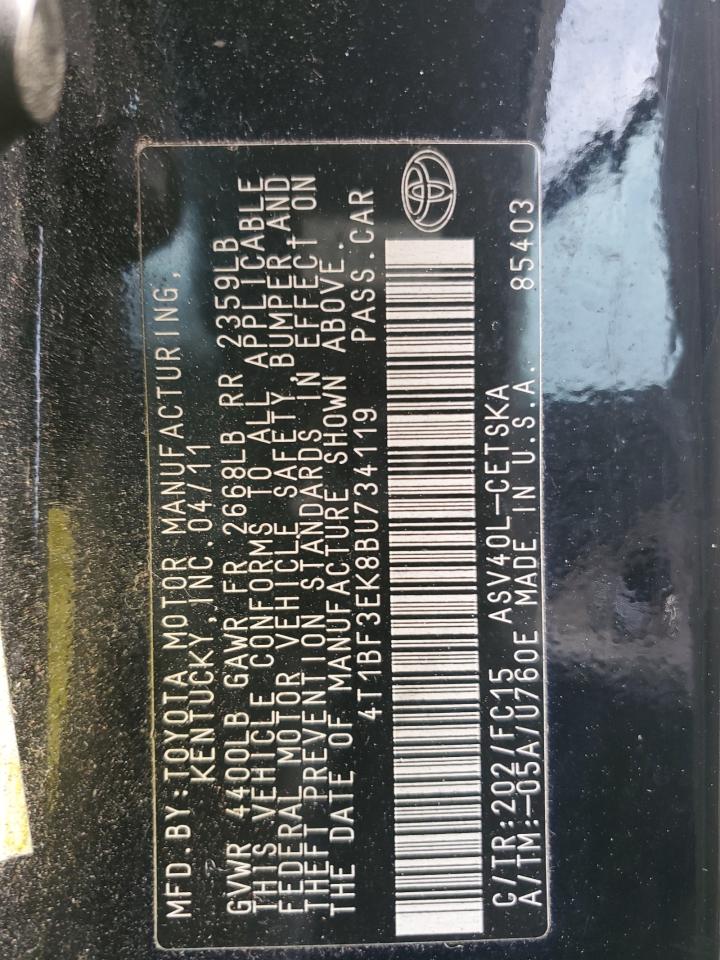 MFD.BY:TOYOTA MOTOR MANUFACTURING,
KENTUCKY,INC.04/11
GVWR 4400LB GAWR FR 2668LB RR 2359LB
THIS VEHICLE CONFORMS TO ALL APPLICABLE
FEDERAL MOTOR VEHICLE SAFETY, BUMPER AND
THEFT PREVENTION STANDARDS IN EFFECT ON
THE DATE OF MANUFACTURE SHOWN ABOVE.
4T1BF3EK8BU734119 PASS.CAR
C/TR:202/FC15 ASV40L-CETSKA
A/TM:-05A/U760E MADE IN U.S.A. 85403